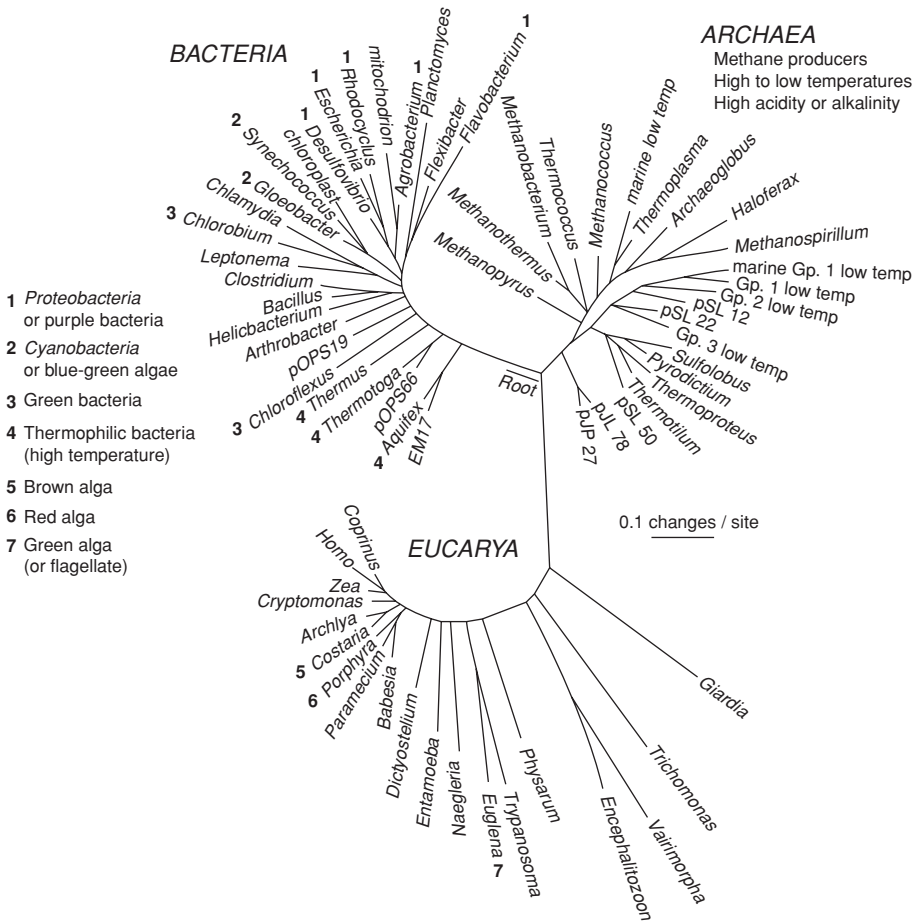 BACTERIA
1 Proteobacteria
or purple bacteria
2 Cyanobacteria
or blue-green algae
3 Green bacteria
4 Thermophilic bacteria
(high temperature)
5 Brown alga
6 Red alga
7 Green alga
(or flagellate)
EM17
4 Aquifex
pOPS66
4 Thermotoga
4 Thermus
3 Chloroflexus
pOPS19
Arthrobacter
Helicbacterium
Bacillus
Clostridium
Leptonema
3 Chlorobium
Chlamydia
2 Gloeobacter
2 Synechococcus
chloroplast
1 Desulfovibrio
1 Escherichia
1 Rhodocyclus
mitochodrion
Agrobacterium 1
Planctomyces
Flexibacter
Flavobacterium 1
ARCHAEA
Methane producers
High to low temperatures
High acidity or alkalinity
Methanopyrus
Methanothermus
Methanobacterium
Thermococcus
Methanococcus
marine low temp
Thermoplasma
Archaeoglobus
Haloferax
Methanospirillum
marine Gp. 1 low temp
Gp. 1 low temp
Gp. 2 low temp
pSL 12
pSL 22
Gp. 3 low temp
Sulfolobus
Pyrodictium
Thermoproteus
Thermotilum
pSL 50
pJL 78
pJP 27
Root
0.1 changes / site
EUCARYA
Coprinus
Homo
Zea
Cryptomonas
Archlya
5 Costaria
6 Porphyra
Paramecium
Babesia
Dictyostelium
Entamoeba
Naegleria
Euglena 7
Trypanosoma
Physarum
Encephalitozoon
Vairimorpha
Trichomonas
Giardia